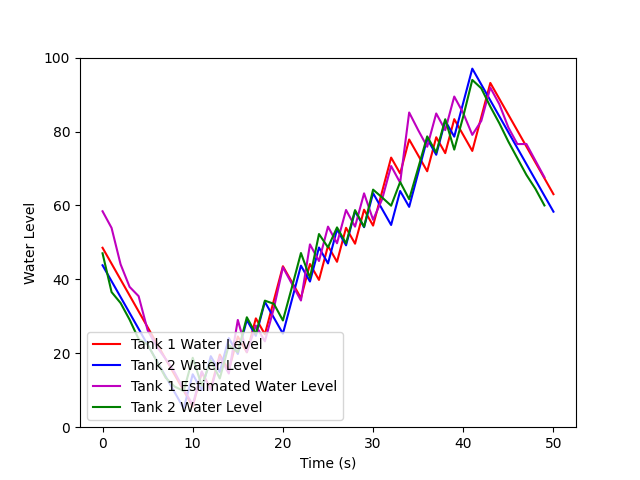 100
80
60
40
20
0
Water Level
Tank 1 Water Level
Tank 2 Water Level
Tank 1 Estimated Water Level
Tank 2 Water Level
0 10 20 30 40 50
Time (s)